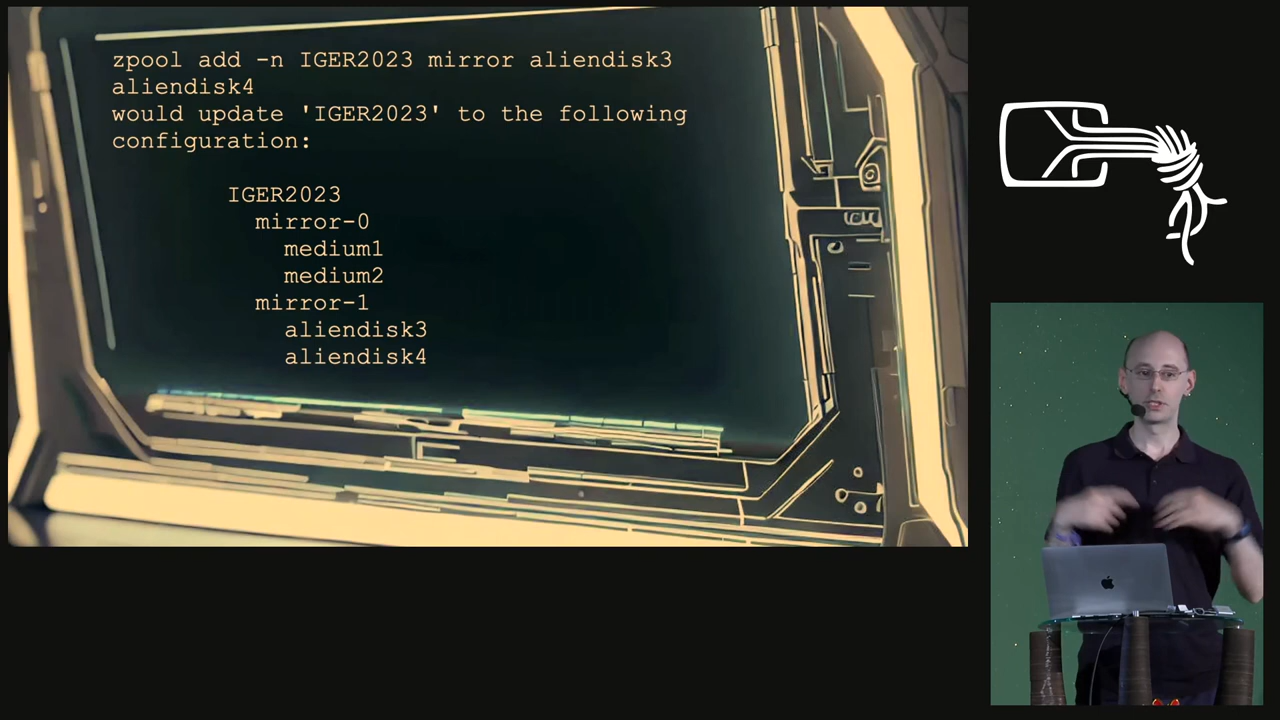 zpool add -n IGER2023 mirror aliendisk3
aliendisk4
would update 'IGER2023' to the following
configuration:
IGER2023
mirror-0
medium1
medium2
mirror-1
aliendisk3
aliendisk4